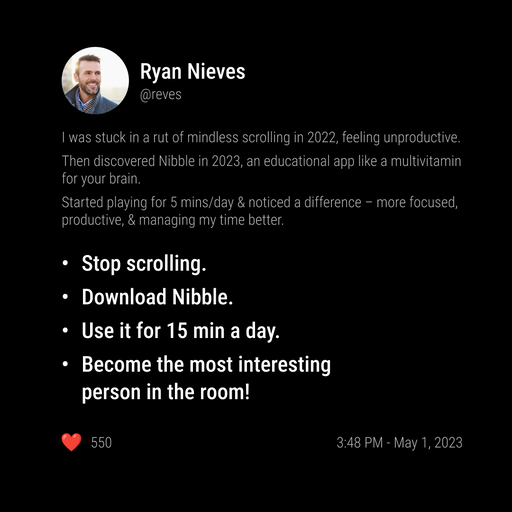 Ryan Nieves
@reves
I was stuck in a rut of mindless scrolling in 2022, feeling unproductive.
Then discovered Nibble in 2023, an educational app like a multivitamin
for your brain.
Started playing for 5 mins/day & noticed a difference – more focused,
productive, & managing my time better.
• Stop scrolling.
• Download Nibble.
• Use it for 15 min a day.
• Become the most interesting
person in the room!
550
3:48 PM - May 1, 2023